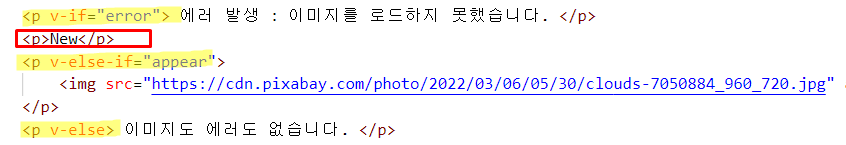 <p v-if="error"> 에러 발생 : 이미지를 로드하지 못했습니다. </p>
<p>New</p>
<p v-else-if="appear">
<img src="https://cdn.pixabay.com/photo/2022/03/06/05/30/clouds-7050884_960_720.jpg"
</p>
<p v-else> 이미지도 에러도 없습니다. </p>